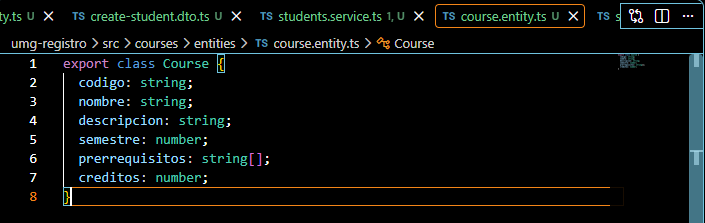 ty.ts TS create-student.dto.ts TS students.service.ts 1, U TS course.entity.ts U TS s
umg-registro > src > courses > entities > TS course.entity.ts > Course
1 export class Course {
2 codigo: string;
3 nombre: string;
4 descripcion: string;
5 semestre: number;
6 prerrequisitos: string[];
7 creditos: number;
8 }